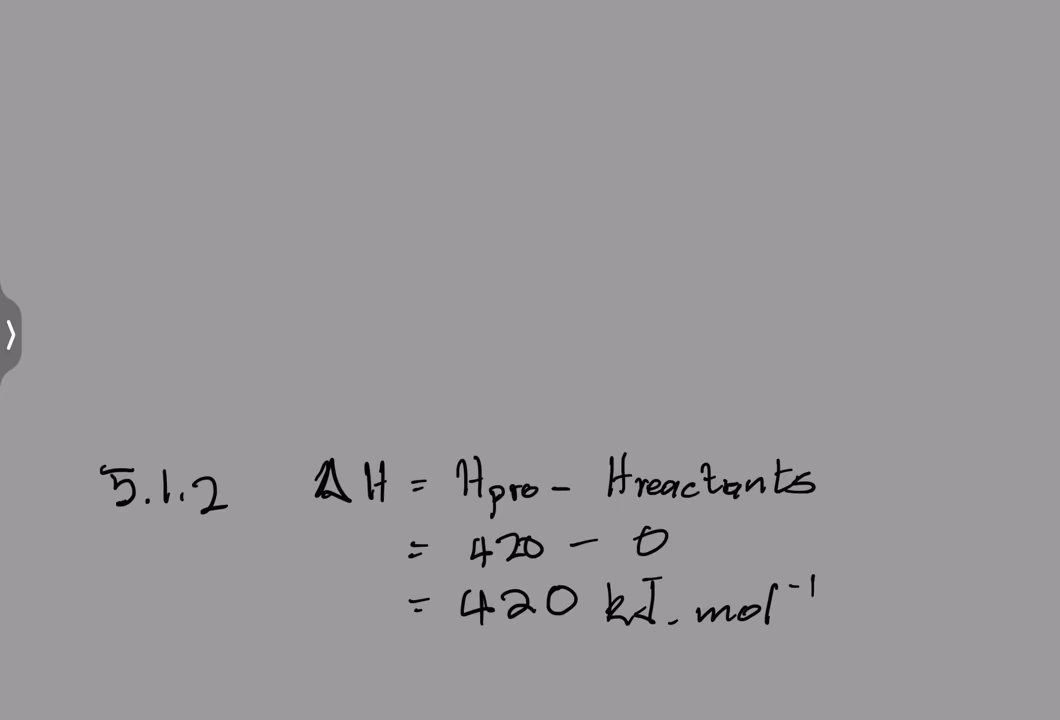 5.1.2 ΔH = Hpro - Hreactants
= 420 - 0
= 420 kJ.mol⁻¹